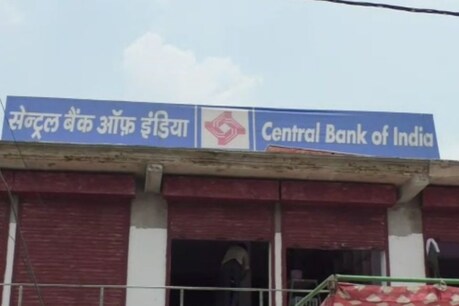 सेन्ट्रल बैंक ऑफ़ इंडिया Central Bank of India